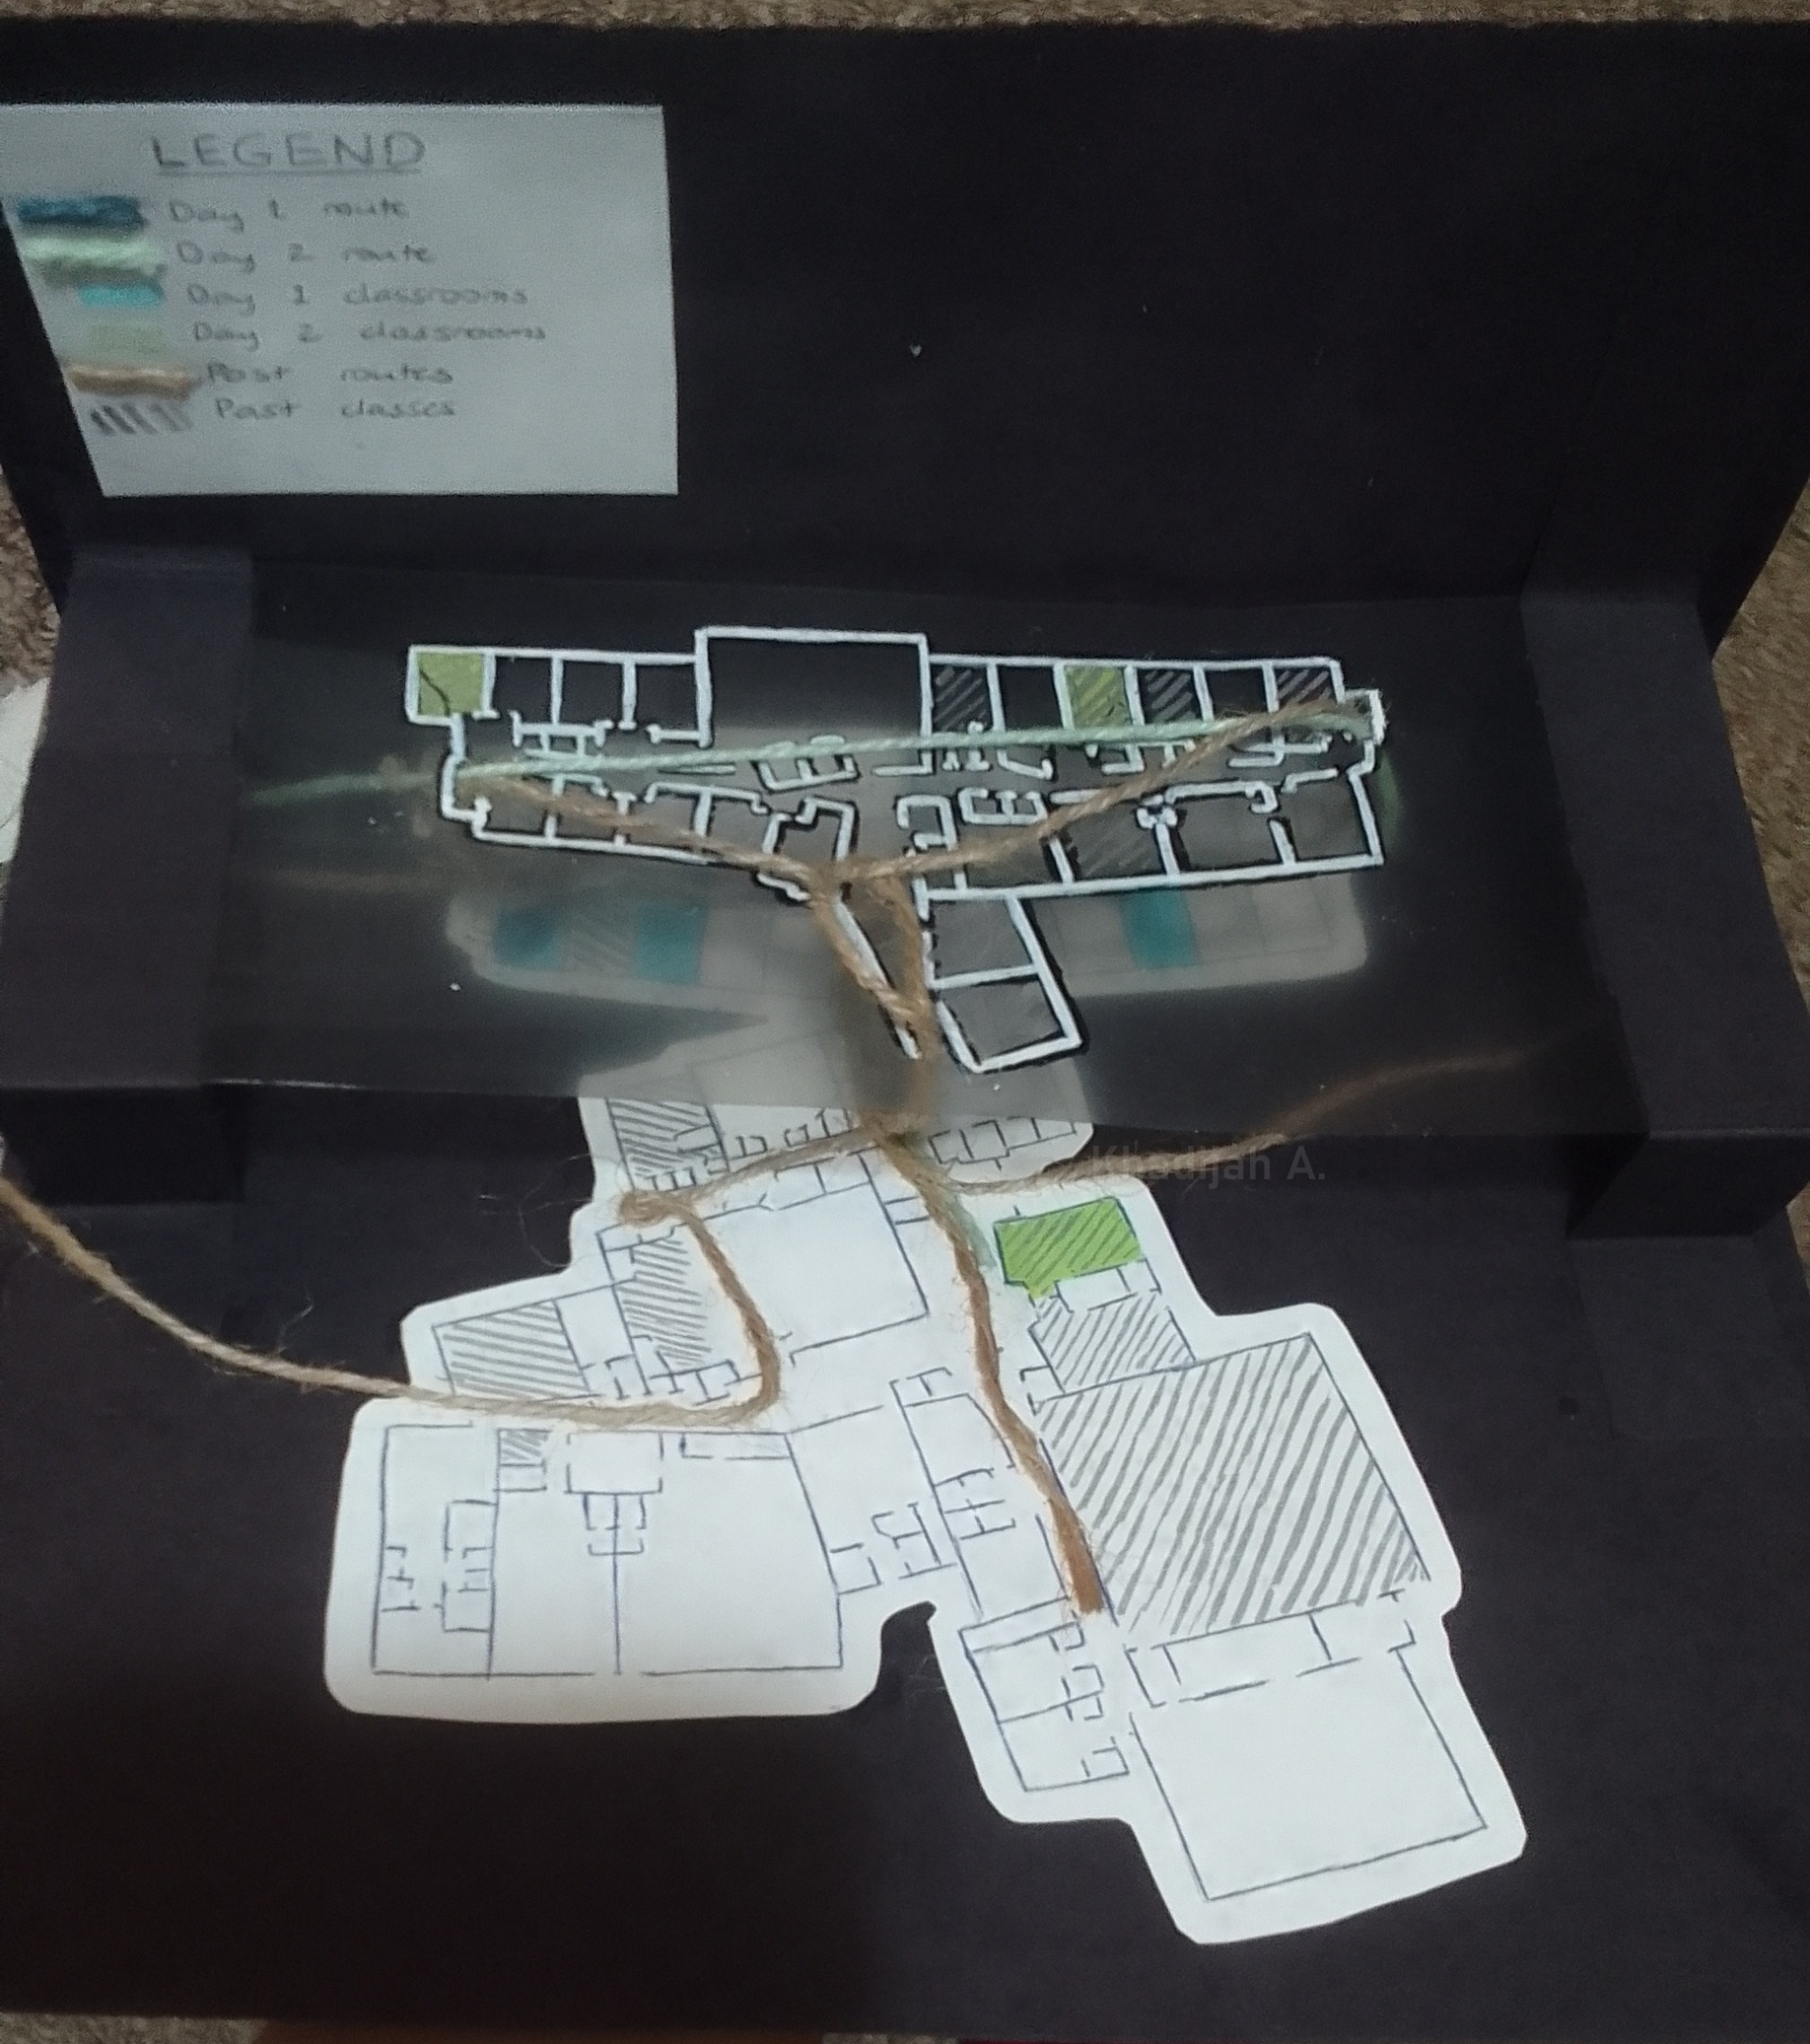 LEGEND
Day 1 route
Day 2 route
Day 1 classrooms
Day 2 classrooms
Past routes
Past classes
Khadijah A.